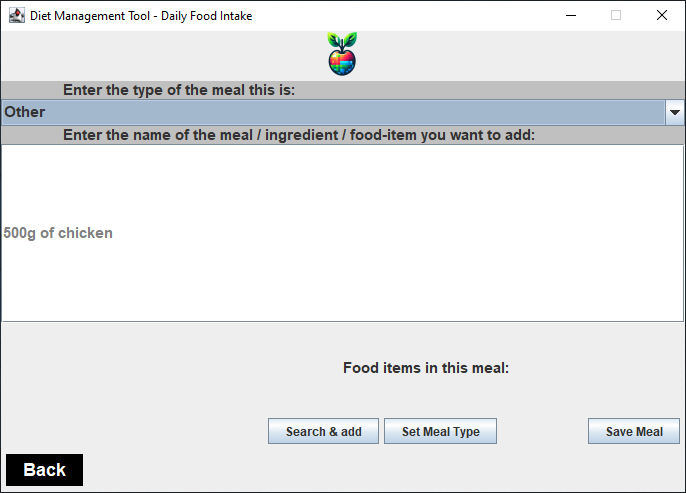 Diet Management Tool - Daily Food Intake
Enter the type of the meal this is:
Other
Enter the name of the meal / ingredient / food-item you want to add:
500g of chicken
Food items in this meal:
Search & add
Set Meal Type
Save Meal
Back